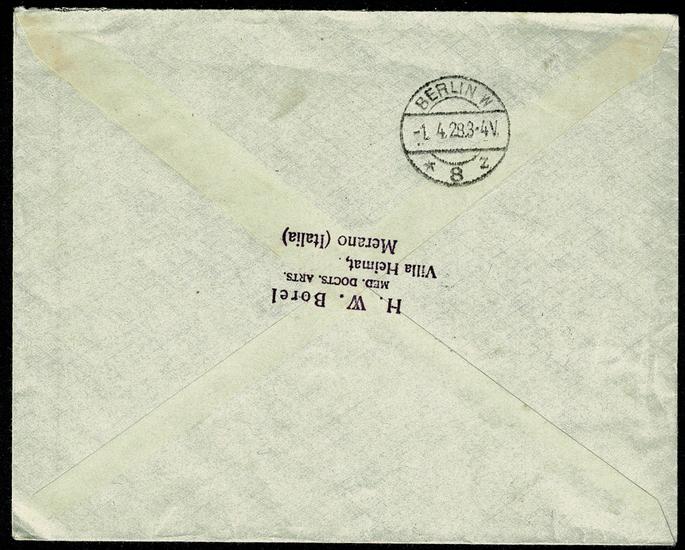 BERLIN W
-1. 4.28.3-4V.
* 8 z
H. W. Borel
MED. DOCTS. ARTS.
Villa Heimat,
Merano (Italia)